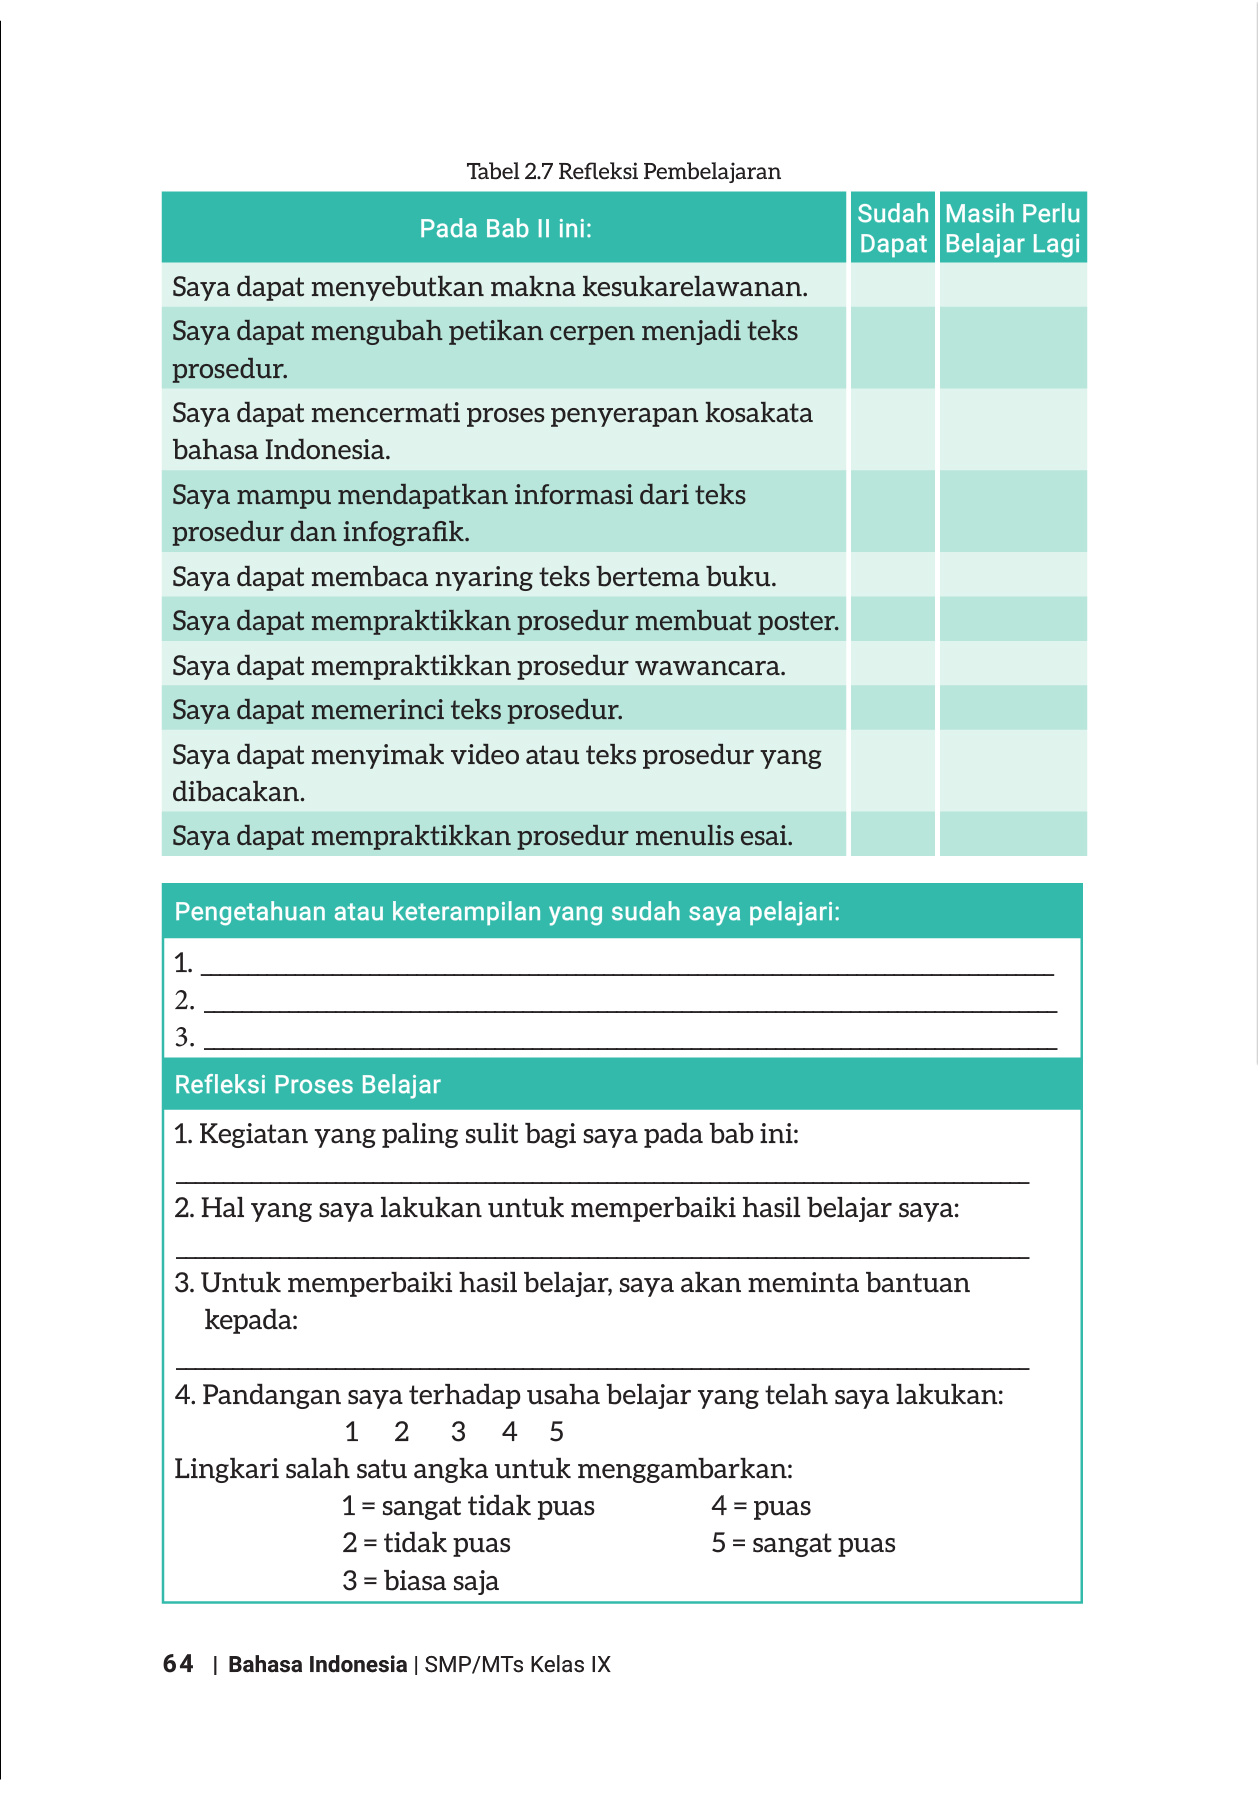 Tabel 2.7 Refleksi Pembelajaran
Pada Bab II ini:
Sudah
Dapat
Masih Perlu
Belajar Lagi
Saya dapat menyebutkan makna kesukarelawanan.
Saya dapat mengubah petikan cerpen menjadi teks
prosedur.
Saya dapat mencermati proses penyerapan kosakata
bahasa Indonesia.
Saya mampu mendapatkan informasi dari teks
prosedur dan infografik.
Saya dapat membaca nyaring teks bertema buku.
Saya dapat mempraktikkan prosedur membuat poster.
Saya dapat mempraktikkan prosedur wawancara.
Saya dapat memerinci teks prosedur.
Saya dapat menyimak video atau teks prosedur yang
dibacakan.
Saya dapat mempraktikkan prosedur menulis esai.
Pengetahuan atau keterampilan yang sudah saya pelajari:
1.
2.
3.
Refleksi Proses Belajar
1. Kegiatan yang paling sulit bagi saya pada bab ini:
2. Hal yang saya lakukan untuk memperbaiki hasil belajar saya:
3. Untuk memperbaiki hasil belajar, saya akan meminta bantuan
kepada:
4. Pandangan saya terhadap usaha belajar yang telah saya lakukan:
1 2 3 4 5
Lingkari salah satu angka untuk menggambarkan:
1 = sangat tidak puas 4 = puas
2 = tidak puas 5 = sangat puas
3 = biasa saja
64 | Bahasa Indonesia | SMP/MTs Kelas IX